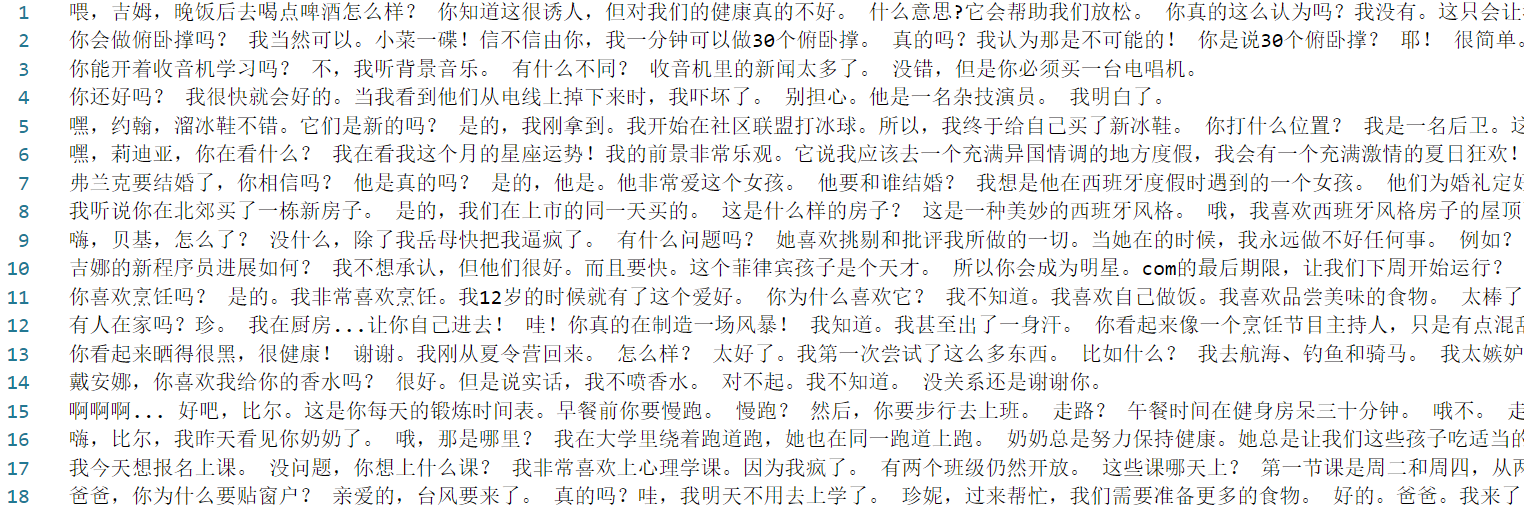 1 喂，吉姆，晚饭后去喝点啤酒怎么样？ 你知道这很诱人，但对我们的健康真的不好。 什么意思?它会帮助我们放松。 你真的这么认为吗？我没有。这只会让
2 你会做俯卧撑吗？ 我当然可以。小菜一碟！信不信由你，我一分钟可以做30个俯卧撑。 真的吗？我认为那是不可能的！ 你是说30个俯卧撑？ 耶！ 很简单。
3 你能开着收音机学习吗？ 不，我听背景音乐。 有什么不同？ 收音机里的新闻太多了。 没错，但是你必须买一台电唱机。
4 你还好吗？ 我很快就会好的。当我看到他们从电线上掉下来时，我吓坏了。 别担心。他是一名杂技演员。 我明白了。
5 嘿，约翰，溜冰鞋不错。它们是新的吗？ 是的，我刚拿到。我开始在社区联盟打冰球。所以，我终于给自己买了新冰鞋。 你打什么位置？ 我是一名后卫。这
6 嘿，莉迪亚，你在看什么？ 我在看我这个月的星座运势！我的前景非常乐观。它说我应该去一个充满异国情调的地方度假，我会有一个充满激情的夏日狂欢！
7 弗兰克要结婚了，你相信吗？ 他是真的吗？ 是的，他是。他非常爱这个女孩。 他要和谁结婚？ 我想是他在西班牙度假时遇到的一个女孩。 他们为婚礼定好
8 我听说你在北郊买了一栋新房子。 是的，我们在上市的同一天买的。 这是什么样的房子？ 这是一种美妙的西班牙风格。 哦，我喜欢西班牙风格房子的屋顶
9 嗨，贝基，怎么了？ 没什么，除了我岳母快把我逼疯了。 有什么问题吗？ 她喜欢挑剔和批评我所做的一切。当她在的时候，我永远做不好任何事。 例如？
10 吉娜的新程序员进展如何？ 我不想承认，但他们很好。而且要快。这个菲律宾孩子是个天才。 所以你会成为明星。com的最后期限，让我们下周开始运行？
11 你喜欢烹饪吗？ 是的。我非常喜欢烹饪。我12岁的时候就有了这个爱好。 你为什么喜欢它？ 我不知道。我喜欢自己做饭。我喜欢品尝美味的食物。 太棒了
12 有人在家吗？珍。 我在厨房...让你自己进去！ 哇！你真的在制造一场风暴！ 我知道。我甚至出了一身汗。 你看起来像一个烹饪节目主持人，只是有点混乱
13 你看起来晒得很黑，很健康！ 谢谢。我刚从夏令营回来。 怎么样？ 太好了。我第一次尝试了这么多东西。 比如什么？ 我去航海、钓鱼和骑马。 我太嫉妒
14 戴安娜，你喜欢我给你的香水吗？ 很好。但是说实话，我不喷香水。 对不起。我不知道。 没关系还是谢谢你。
15 啊啊啊... 好吧，比尔。这是你每天的锻炼时间表。早餐前你要慢跑。 慢跑？ 然后，你要步行去上班。 走路？ 午餐时间在健身房呆三十分钟。 哦不。 走
16 嗨，比尔，我昨天看见你奶奶了。 哦，那是哪里？ 我在大学里绕着跑道跑，她也在同一跑道上跑。 奶奶总是努力保持健康。她总是让我们这些孩子吃适当的
17 我今天想报名上课。 没问题，你想上什么课？ 我非常喜欢上心理学课。因为我疯了。 有两个班级仍然开放。 这些课哪天上？ 第一节课是周二和周四，从两
18 爸爸，你为什么要贴窗户？ 亲爱的，台风要来了。 真的吗？哇，我明天不用去上学了。 珍妮，过来帮忙，我们需要准备更多的食物。 好的。爸爸。我来了